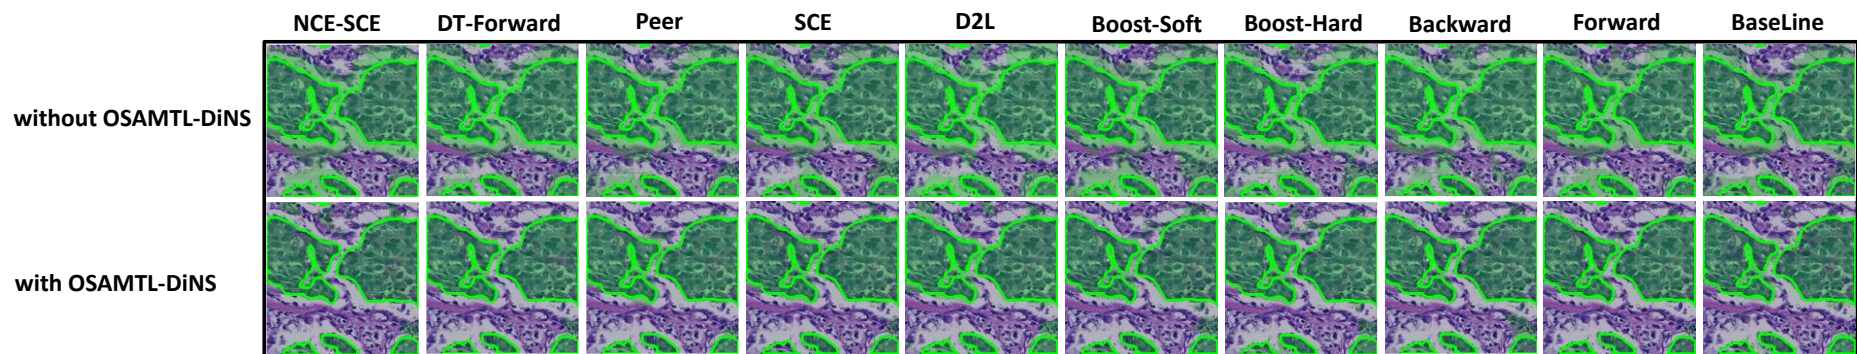 NCE-SCE DT-Forward Peer SCE D2L Boost-Soft Boost-Hard Backward Forward BaseLine
without OSAMTL-DiNS
with OSAMTL-DiNS